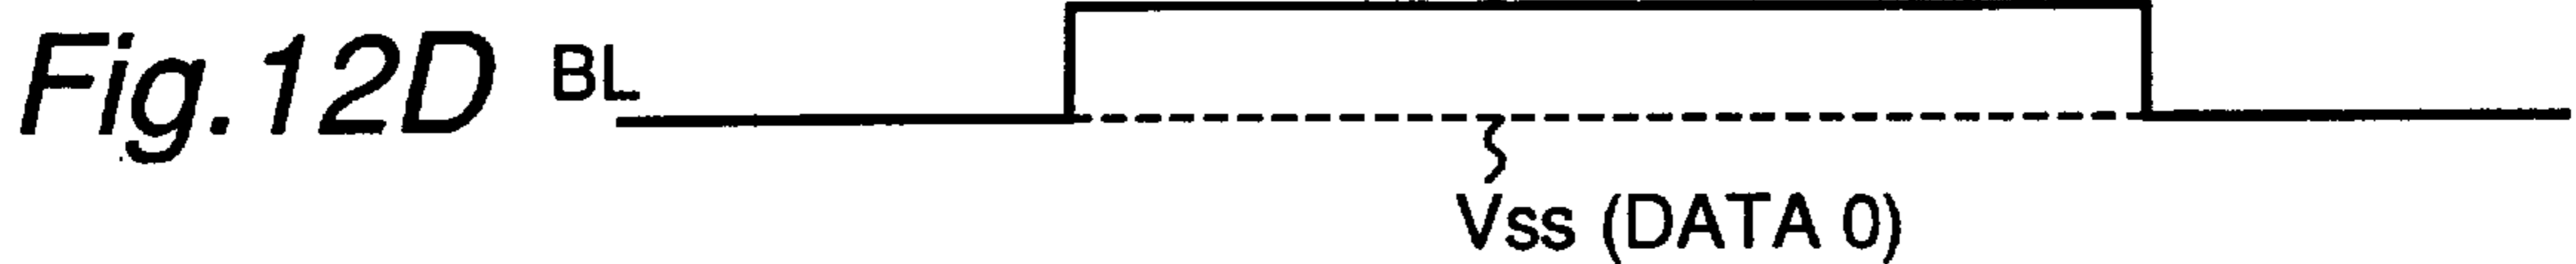 Fig.12D BL
Vss (DATA 0)